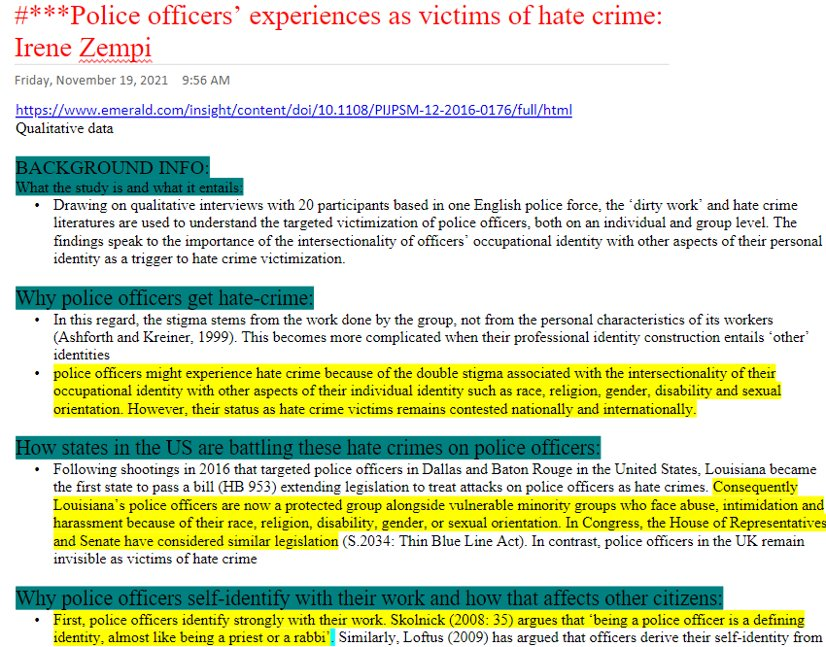 #***Police officers’ experiences as victims of hate crime:
Irene Zempi
Friday, November 19, 2021 9:56 AM
https://www.emerald.com/insight/content/doi/10.1108/PIJPSM-12-2016-0176/full/html
Qualitative data
BACKGROUND INFO:
What the study is and what it entails:
• Drawing on qualitative interviews with 20 participants based in one English police force, the ‘dirty work’ and hate crime
literatures are used to understand the targeted victimization of police officers, both on an individual and group level. The
findings speak to the importance of the intersectionality of officers’ occupational identity with other aspects of their personal
identity as a trigger to hate crime victimization.
Why police officers get hate-crime:
• In this regard, the stigma stems from the work done by the group, not from the personal characteristics of its workers
(Ashforth and Kreiner, 1999). This becomes more complicated when their professional identity construction entails ‘other’
identities
• police officers might experience hate crime because of the double stigma associated with the intersectionality of their
occupational identity with other aspects of their individual identity such as race, religion, gender, disability and sexual
orientation. However, their status as hate crime victims remains contested nationally and internationally.
How states in the US are battling these hate crimes on police officers:
• Following shootings in 2016 that targeted police officers in Dallas and Baton Rouge in the United States, Louisiana became
the first state to pass a bill (HB 953) extending legislation to treat attacks on police officers as hate crimes. Consequently
Louisiana’s police officers are now a protected group alongside vulnerable minority groups who face abuse, intimidation and
harassment because of their race, religion, disability, gender, or sexual orientation. In Congress, the House of Representatives
and Senate have considered similar legislation (S.2034: Thin Blue Line Act). In contrast, police officers in the UK remain
invisible as victims of hate crime
Why police officers self-identify with their work and how that affects other citizens:
• First, police officers identify strongly with their work. Skolnick (2008: 35) argues that ‘being a police officer is a defining
identity, almost like being a priest or a rabbi’. Similarly, Loftus (2009) has argued that officers derive their self-identity from